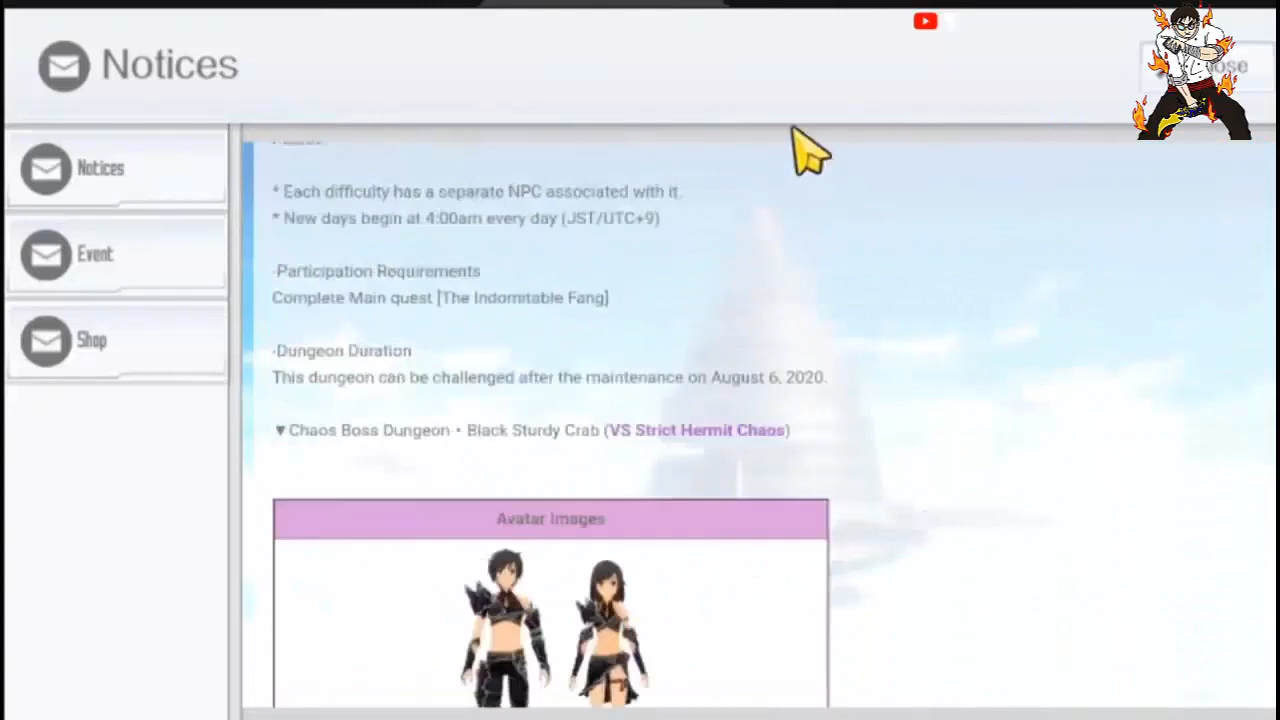 Notices
ose
Notices
Event
Shop
* Each difficulty has a separate NPC associated with it.
* New days begin at 4:00am every day (JST/UTC+9)
-Participation Requirements
Complete Main quest [The Indomitable Fang]
-Dungeon Duration
This dungeon can be challenged after the maintenance on August 6, 2020.
▼Chaos Boss Dungeon・Black Sturdy Crab (VS Strict Hermit Chaos)
Avatar Images